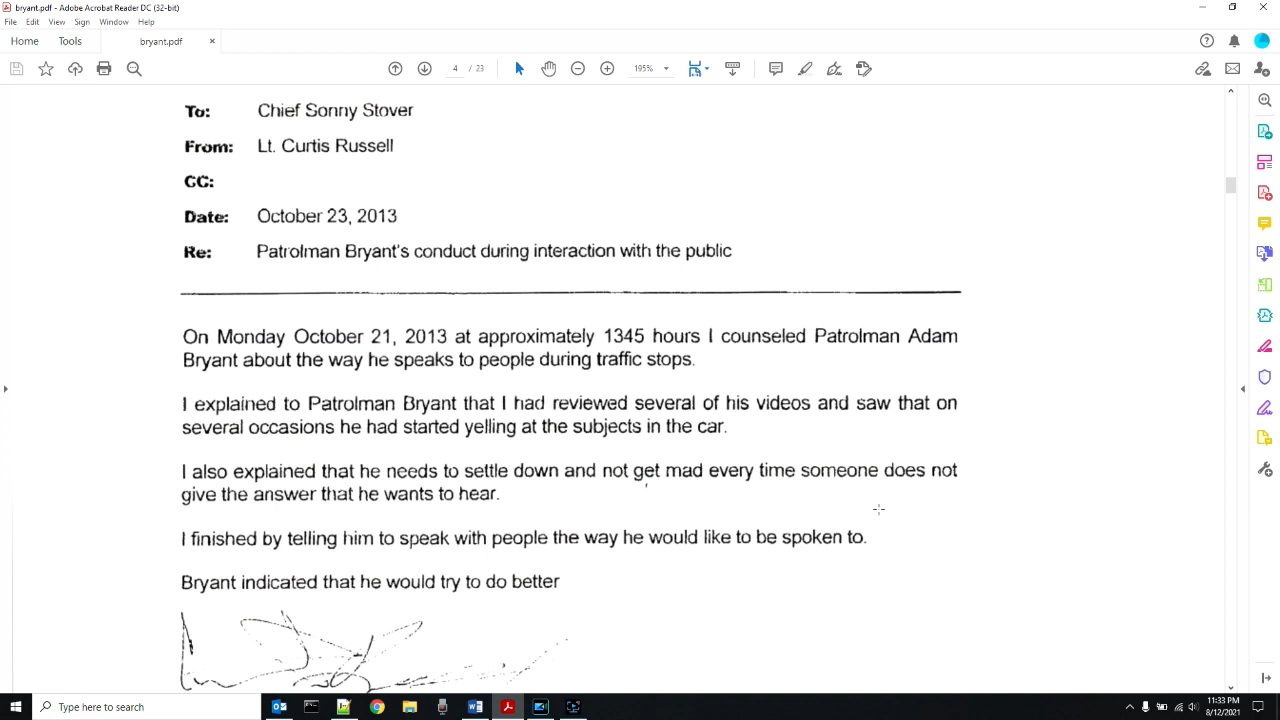 bryant.pdf - Adobe Acrobat Reader DC (32-bit)
File Edit View Sign Window Help
Home Tools bryant.pdf ×
4 / 23 195%
To: Chief Sonny Stover
From: Lt. Curtis Russell
CC:
Date: October 23, 2013
Re: Patrolman Bryant's conduct during interaction with the public
On Monday October 21, 2013 at approximately 1345 hours I counseled Patrolman Adam
Bryant about the way he speaks to people during traffic stops.
I explained to Patrolman Bryant that I had reviewed several of his videos and saw that on
several occasions he had started yelling at the subjects in the car.
I also explained that he needs to settle down and not get mad every time someone does not
give the answer that he wants to hear.
I finished by telling him to speak with people the way he would like to be spoken to.
Bryant indicated that he would try to do better
Type here to search
11:33 PM
8/12/2021